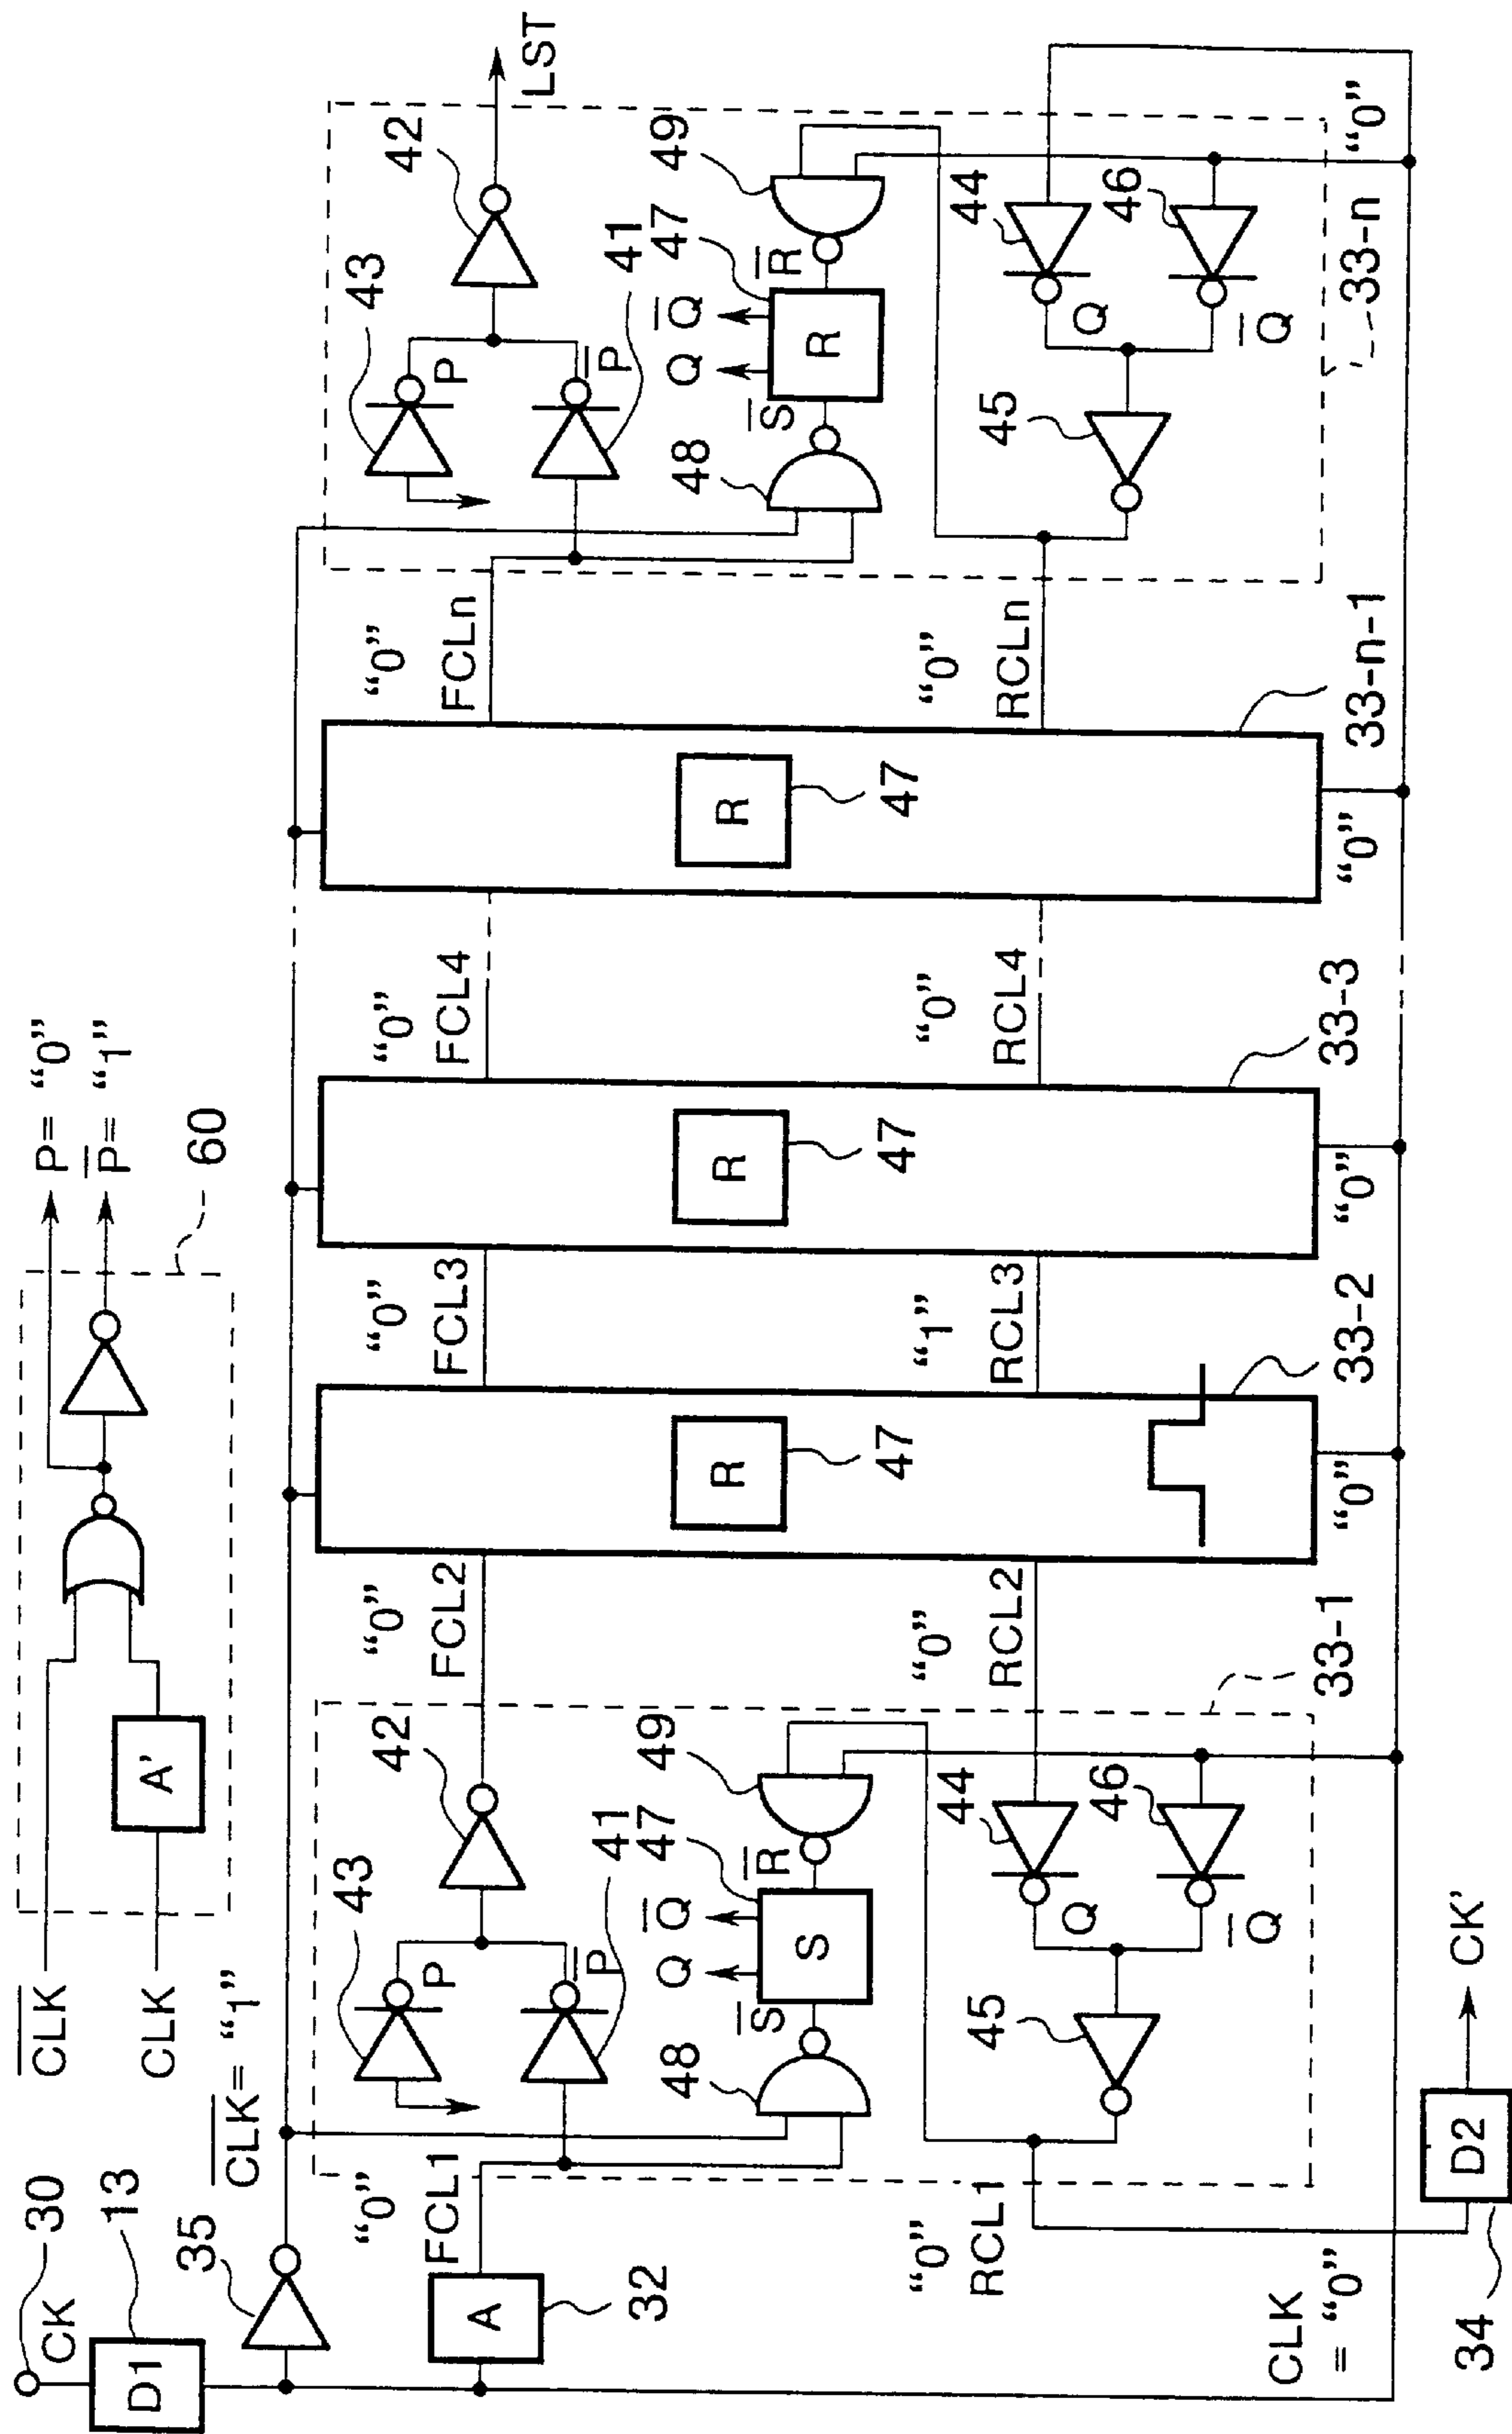 CK
30
D1
13
35
CLK
CLK
A'
60
P= “0”
P= “1”
CLK= “1”
A
32
“0”
FCL1
“0”
RCL1
CLK
= “0”
34
D2
CK'
43
P
42
P
41
47
48
S
S
R
Q
Q
49
45
44
Q
46
Q
33-1
“0”
FCL2
“0”
RCL2
R
47
“0”
33-2
“0”
FCL3
“1”
RCL3
R
47
“0”
33-3
“0”
FCL4
“0”
RCL4
R
47
“0”
33-n-1
“0”
FCLn
“0”
RCLn
43
P
42
LST
P
41
47
48
S
R
R
Q
Q
49
45
44
Q
46
Q
33-n
“0”